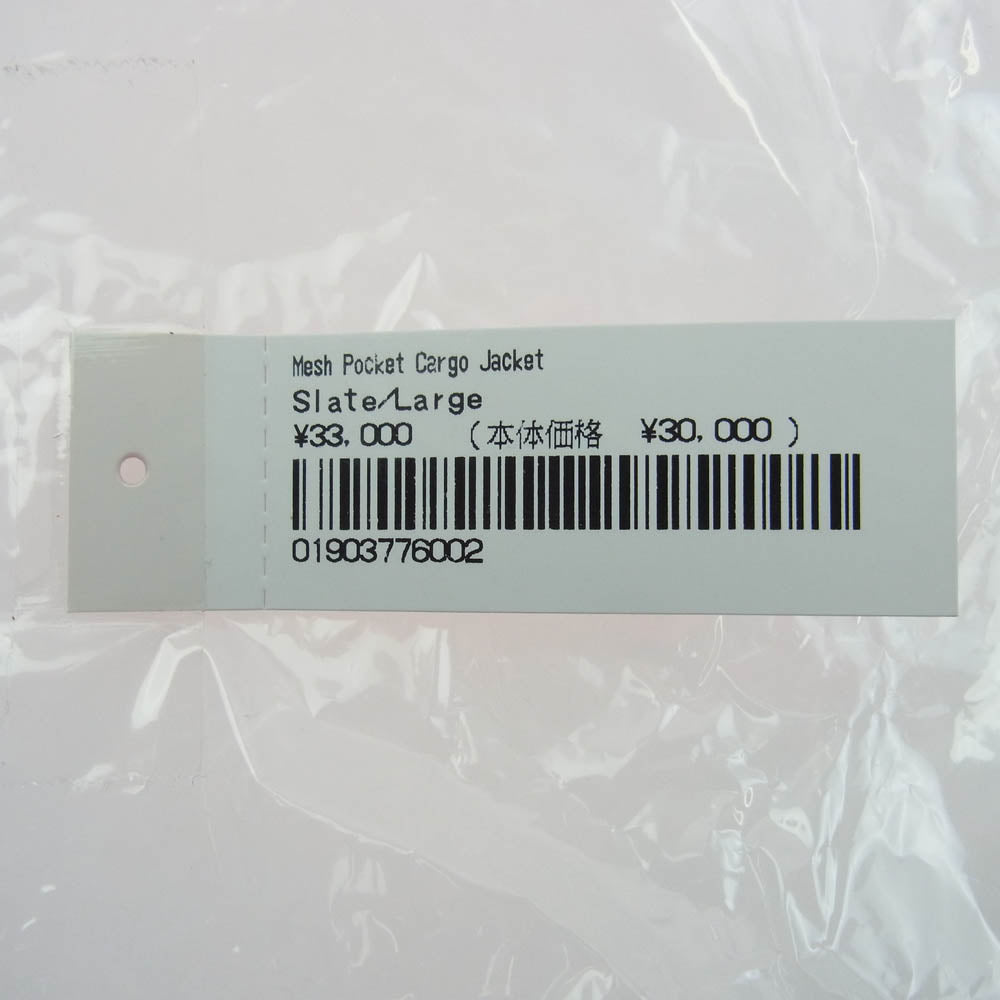 Mesh Pocket Cargo Jacket
Slate/Large
¥33,000 (本体価格 ¥30,000 )
01903776002